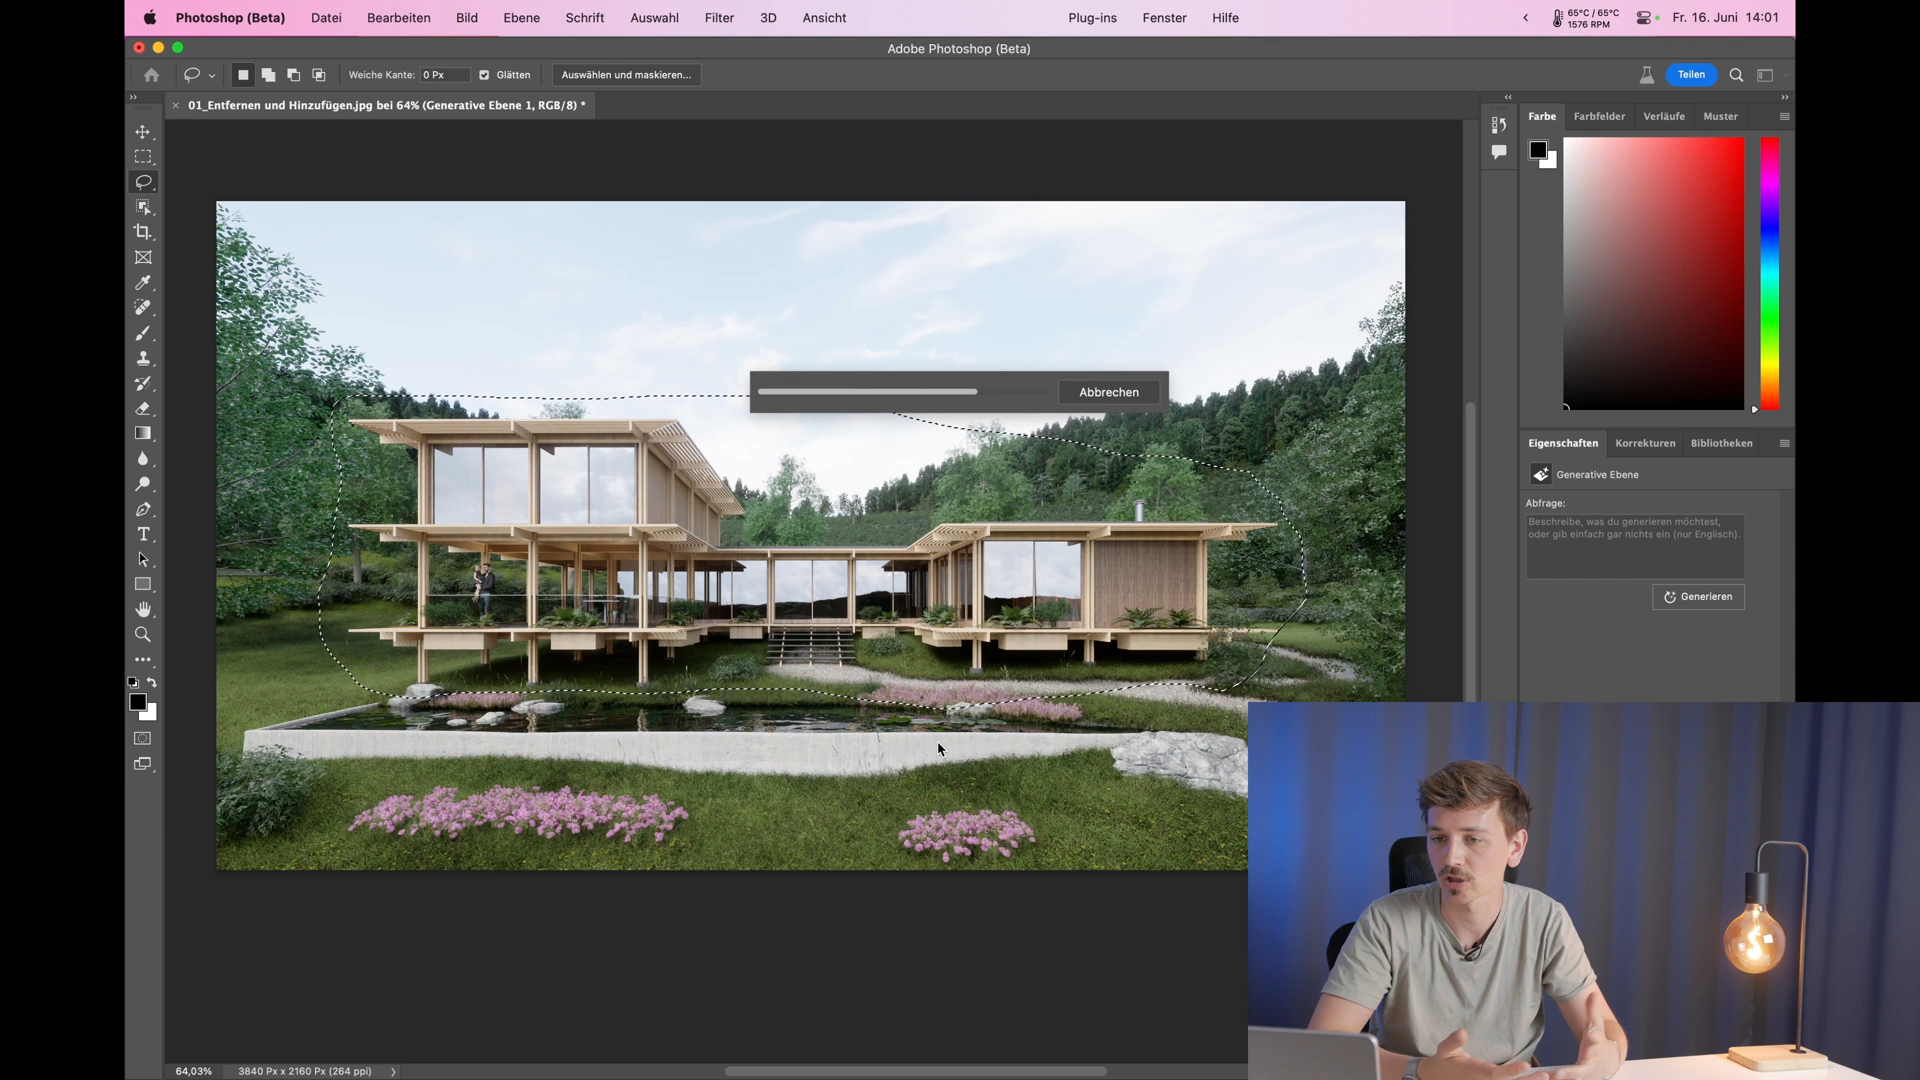 Photoshop (Beta) Datei Bearbeiten Bild Ebene Schrift Auswahl Filter 3D Ansicht Plug-ins Fenster Hilfe 65°C / 65°C Fr. 16. Juni 14:01
1576 RPM
Adobe Photoshop (Beta)
Weiche Kante: 0 Px Glätten Auswählen und maskieren... Teilen
01_Entfernen und Hinzufügen.jpg bei 64% (Generative Ebene 1, RGB/8) *
Farbe Farbfelder Verläufe Muster
Abbrechen
Eigenschaften Korrekturen Bibliotheken
Generative Ebene
Abfrage:
Beschreibe, was du generieren möchtest,
oder gib einfach gar nichts ein (nur Englisch).
Generieren
64,03% 3840 Px x 2160 Px (264 ppi)